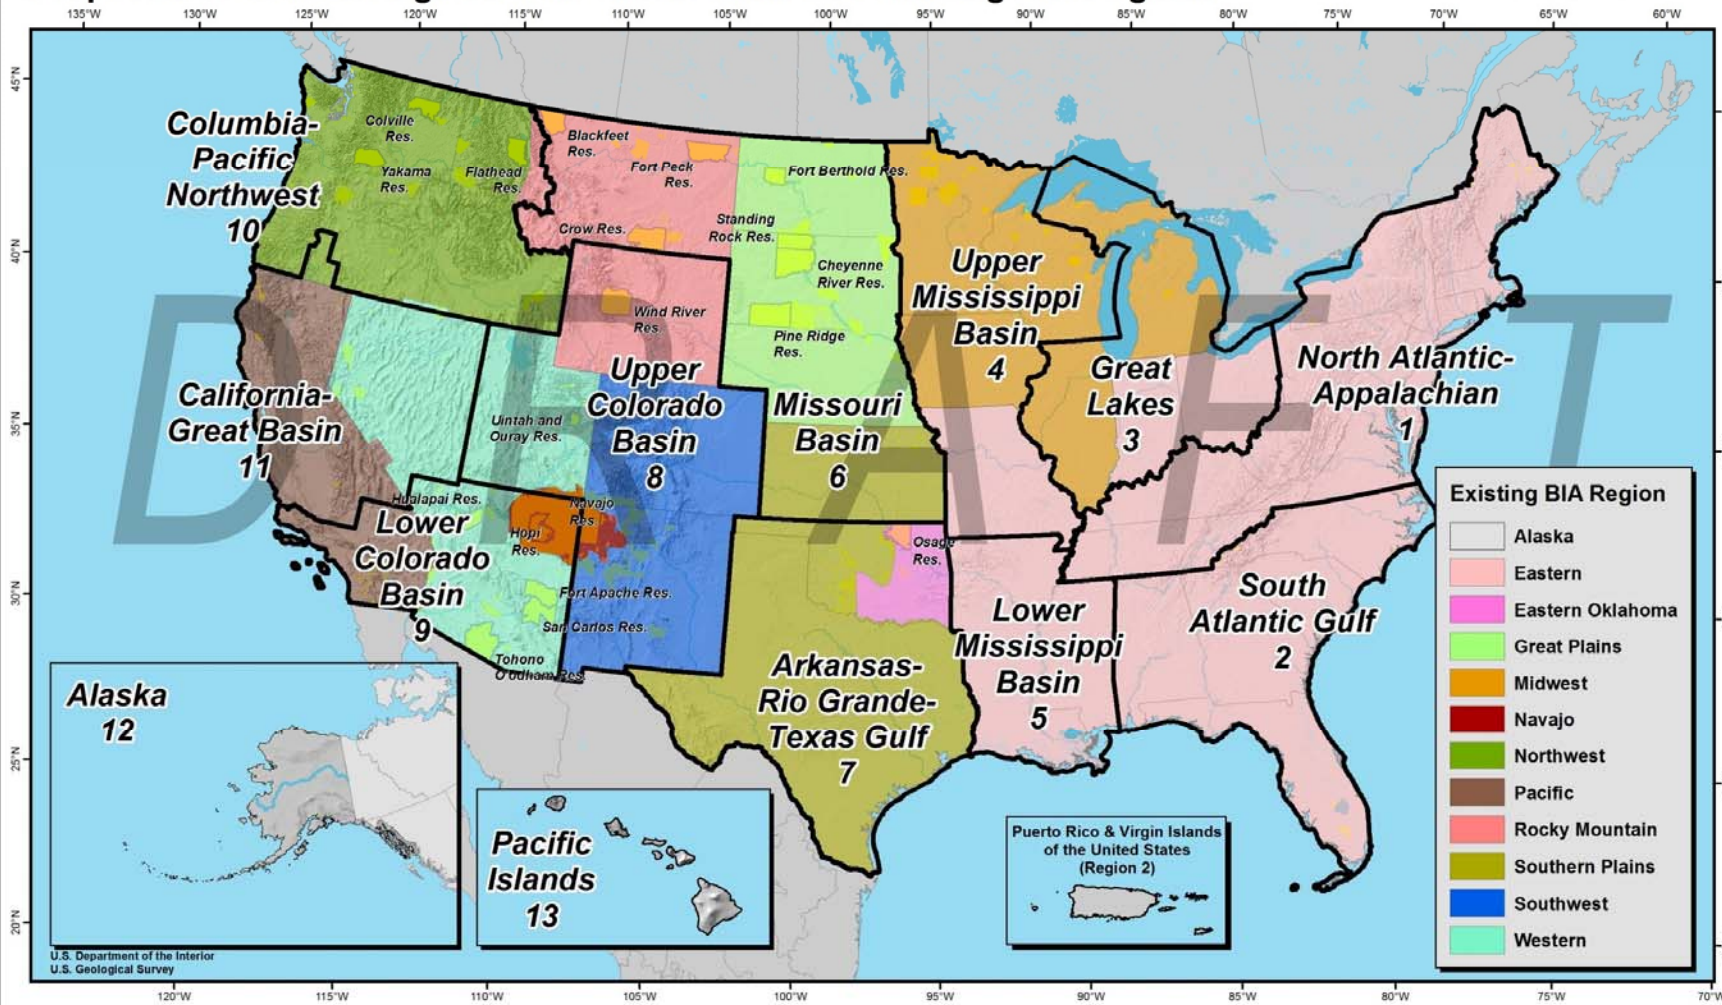 135°W 130°W 125°W 120°W 115°W 110°W 105°W 100°W 95°W 90°W 85°W 80°W 75°W 70°W 65°W 60°W
45°N
40°N
35°N
30°N
25°N
20°N
Columbia-
Pacific
Northwest
10
Colville
Res.
Yakama
Res.
Flathead
Res.
Blackfeet
Res.
Fort Peck
Res.
Crow Res.
Fort Berthold Res.
Standing
Rock Res.
Cheyenne
River Res.
Wind River
Res.
Pine Ridge
Res.
Upper
Mississippi
Basin
4
Great
Lakes
3
North Atlantic-
Appalachian
1
California-
Great Basin
11
Uintah and
Ouray Res.
Upper
Colorado
Basin
8
Missouri
Basin
6
DRAFT
Hualapai Res.
Navajo
Res.
Hopi
Res.
Lower
Colorado
Basin
9
Fort Apache Res.
San Carlos Res.
Tohono
O'odham Res.
Osage
Res.
Arkansas-
Rio Grande-
Texas Gulf
7
Lower
Mississippi
Basin
5
South
Atlantic Gulf
2
Alaska
12
Pacific
Islands
13
Puerto Rico & Virgin Islands
of the United States
(Region 2)
Existing BIA Region
Alaska
Eastern
Eastern Oklahoma
Great Plains
Midwest
Navajo
Northwest
Pacific
Rocky Mountain
Southern Plains
Southwest
Western
U.S. Department of the Interior
U.S. Geological Survey
120°W 115°W 110°W 105°W 100°W 95°W 90°W 85°W 80°W 75°W 70°W